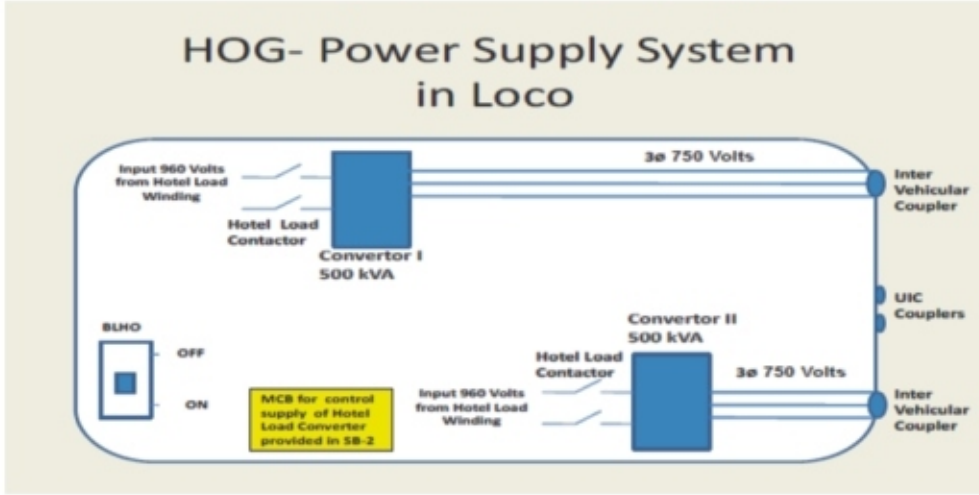 HOG- Power Supply System
in Loco
Input 960 Volts
from Hotel Load
Winding
Hotel Load
Contactor
Convertor I
500 kVA
3ø 750 Volts
Inter
Vehicular
Coupler
UIC
Couplers
BLHO
OFF
ON
MCB for control
supply of Hotel
Load Converter
provided in SB-2
Convertor II
500 kVA
Hotel Load
Contactor
Input 960 Volts
from Hotel Load
Winding
3ø 750 Volts
Inter
Vehicular
Coupler